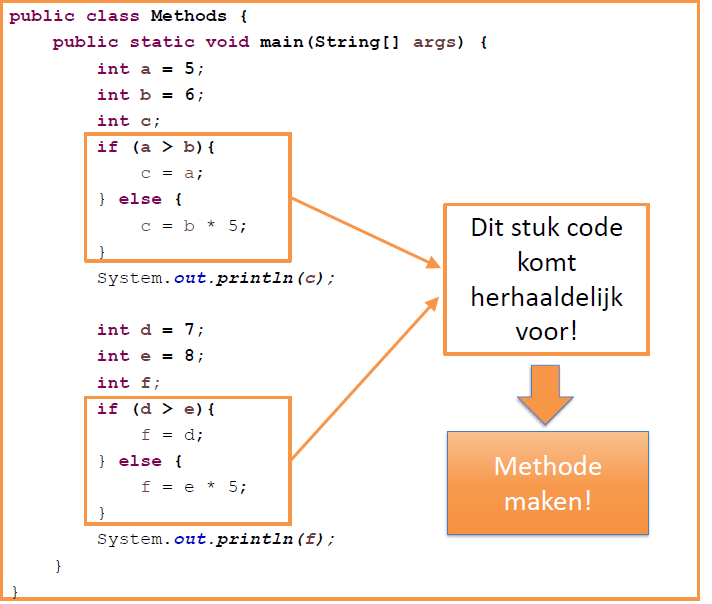 public class Methods {
    public static void main(String[] args) {
        int a = 5;
        int b = 6;
        int c;
        if (a > b){
            c = a;
        } else {
            c = b * 5;
        }
        System.out.println(c);

        int d = 7;
        int e = 8;
        int f;
        if (d > e){
            f = d;
        } else {
            f = e * 5;
        }
        System.out.println(f);
    }
}
Dit stuk code
komt
herhaaldelijk
voor!
Methode
maken!